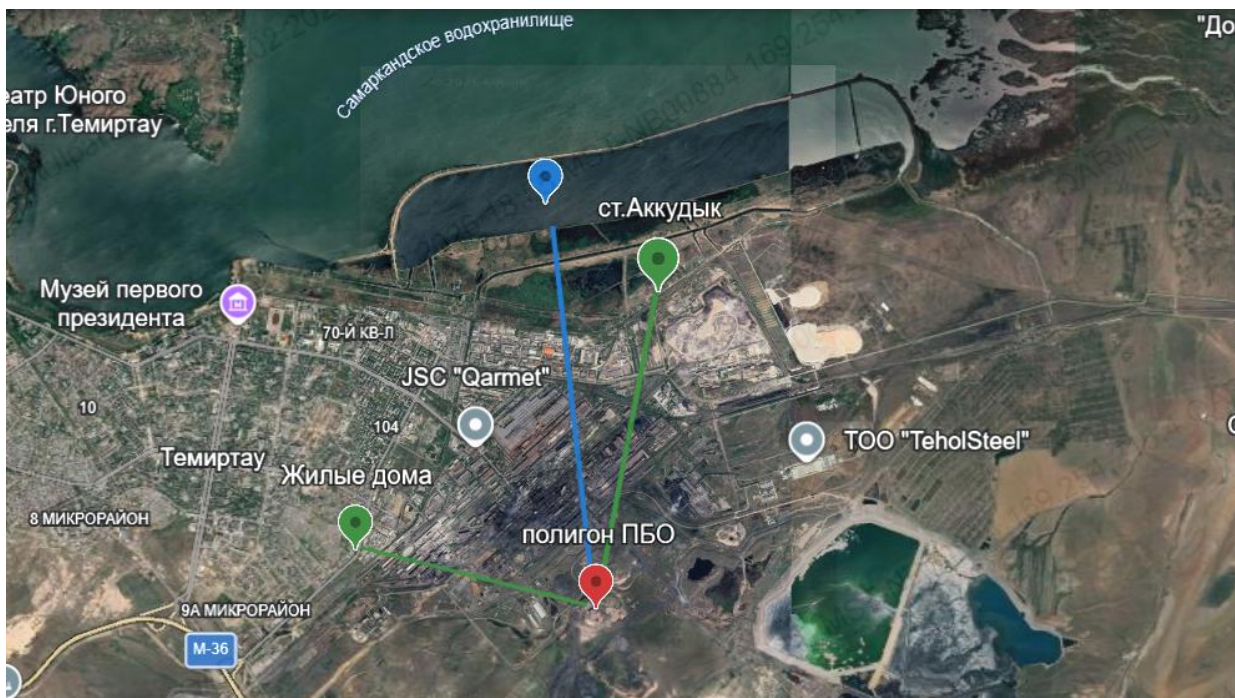 "До
Самаркандское водохранилище
еатр Юного
еля г.Темиртау
ст.Аккудык
Музей первого
президента
70-Й КВ-Л
JSC "Qarmet"
10
104
ТОО "TeholSteel"
С
Темиртау
Жилые дома
8 МИКРОРАЙОН
полигон ПБО
9А МИКРОРАЙОН
М-36